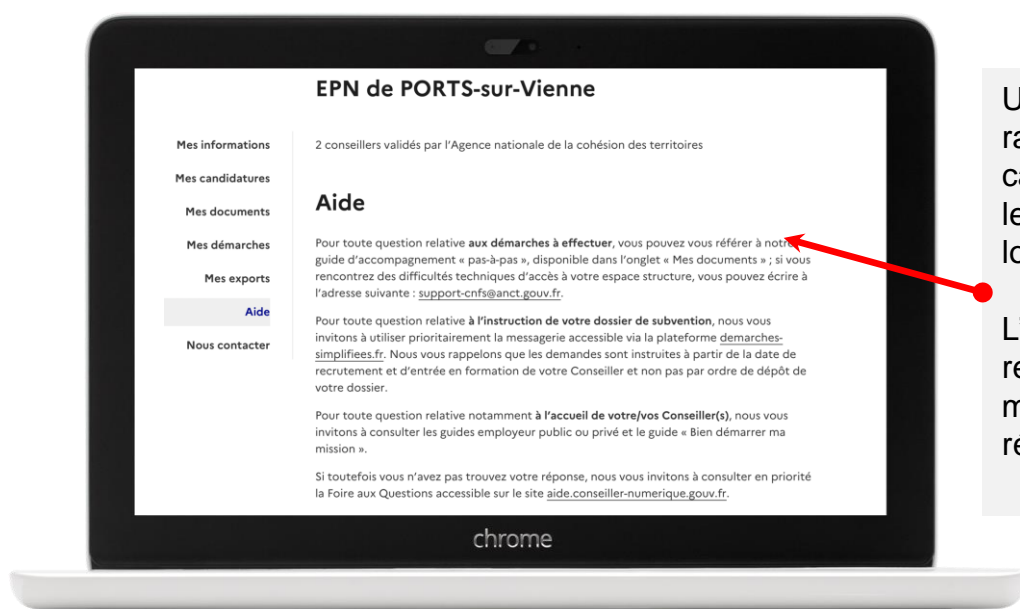 EPN de PORTS-sur-Vienne
Mes informations
Mes candidatures
Mes documents
Mes démarches
Mes exports
Aide
Nous contacter
2 conseillers validés par l'Agence nationale de la cohésion des territoires
Aide
Pour toute question relative aux démarches à effectuer, vous pouvez vous référer à notre
guide d'accompagnement « pas-à-pas », disponible dans l'onglet « Mes documents » ; si vous
rencontrez des difficultés techniques d'accès à votre espace structure, vous pouvez écrire à
l'adresse suivante : support-cnfs@anct.gouv.fr.
Pour toute question relative à l'instruction de votre dossier de subvention, nous vous
invitons à utiliser prioritairement la messagerie accessible via la plateforme demarches-
simplifiees.fr. Nous vous rappelons que les demandes sont instruites à partir de la date de
recrutement et d'entrée en formation de votre Conseiller et non pas par ordre de dépôt de
votre dossier.
Pour toute question relative notamment à l'accueil de votre/vos Conseiller(s), nous vous
invitons à consulter les guides employeur public ou privé et le guide « Bien démarrer ma
mission ».
Si toutefois vous n'avez pas trouvez votre réponse, nous vous invitons à consulter en priorité
la Foire aux Questions accessible sur le site aide.conseiller-numerique.gouv.fr.
chrome